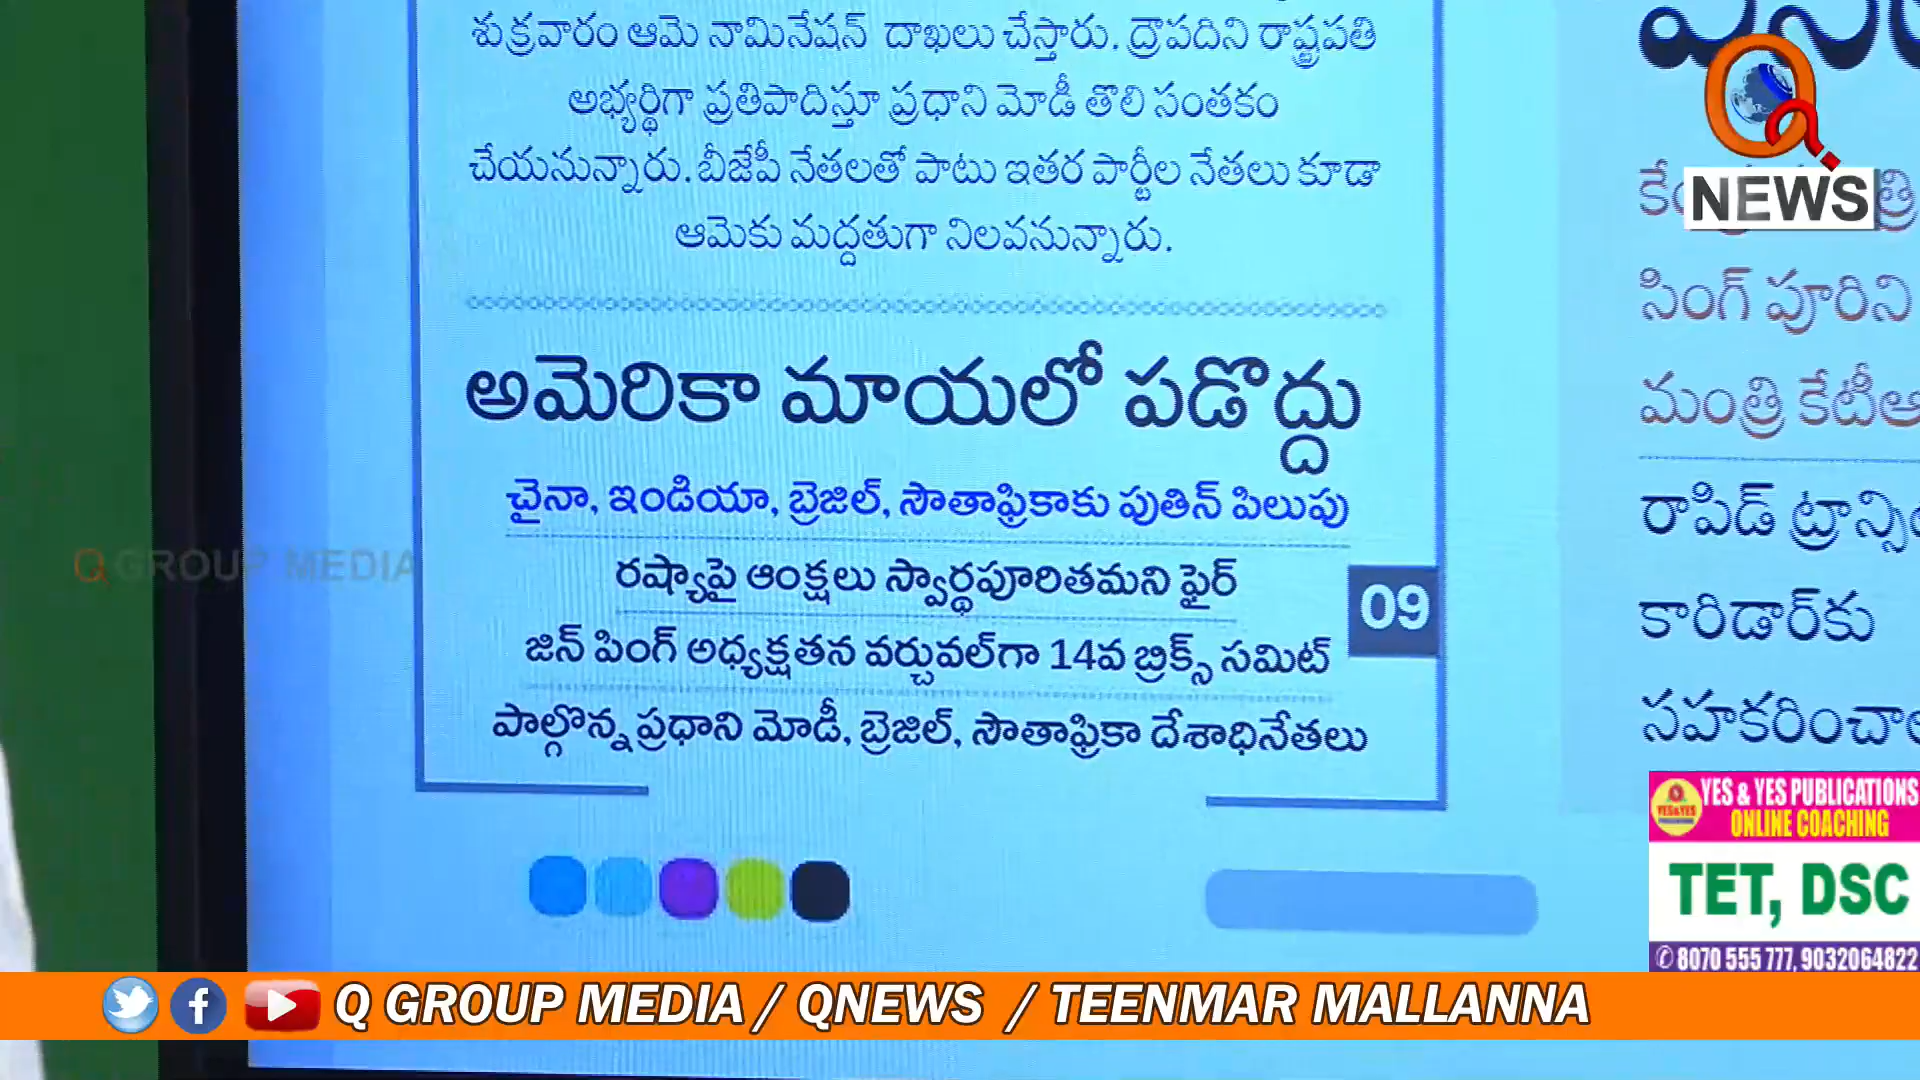 శుక్రవారం ఆమె నామినేషన్ దాఖలు చేస్తారు. ద్రౌపదిని రాష్ట్రపతి
అభ్యర్థిగా ప్రతిపాదిస్తూ ప్రధాని మోడీ తొలి సంతకం
చేయనున్నారు. బీజేపీ నేతలతో పాటు ఇతర పార్టీల నేతలు కూడా
ఆమెకు మద్దతుగా నిలవనున్నారు.
అమెరికా మాయలో పడొద్దు
చైనా, ఇండియా, బ్రెజిల్, సౌతాఫ్రికాకు పుతిన్ పిలుపు
రష్యాపై ఆంక్షలు స్వార్థపూరితమని ఫైర్
09
జిన్ పింగ్ అధ్యక్షతన వర్చువల్‌గా 14వ బ్రిక్స్ సమిట్
పాల్గొన్న ప్రధాని మోడీ, బ్రెజిల్, సౌతాఫ్రికా దేశాధినేతలు
Q
NEWS
సింగ్ పూరిని
మంత్రి
రాపిడ్
కారిడార్‌కు
Q GROUP MEDIA
YES & YES PUBLICATIONS
ONLINE COACHING
TET, DSC
8070 555 777, 9032064822
Q GROUP MEDIA / QNEWS / TEENMAR MALLANNA